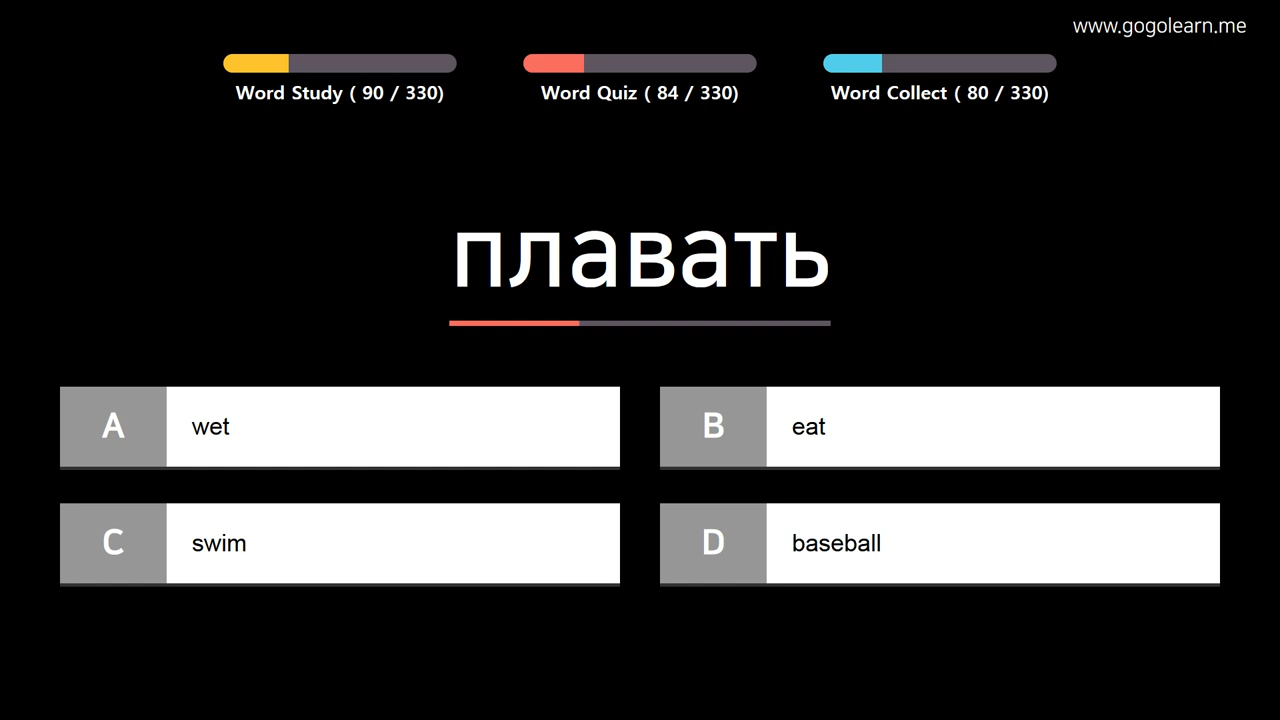 www.gogolearn.me
Word Study ( 90 / 330)
Word Quiz ( 84 / 330)
Word Collect ( 80 / 330)
плавать
A wet
B eat
C swim
D baseball